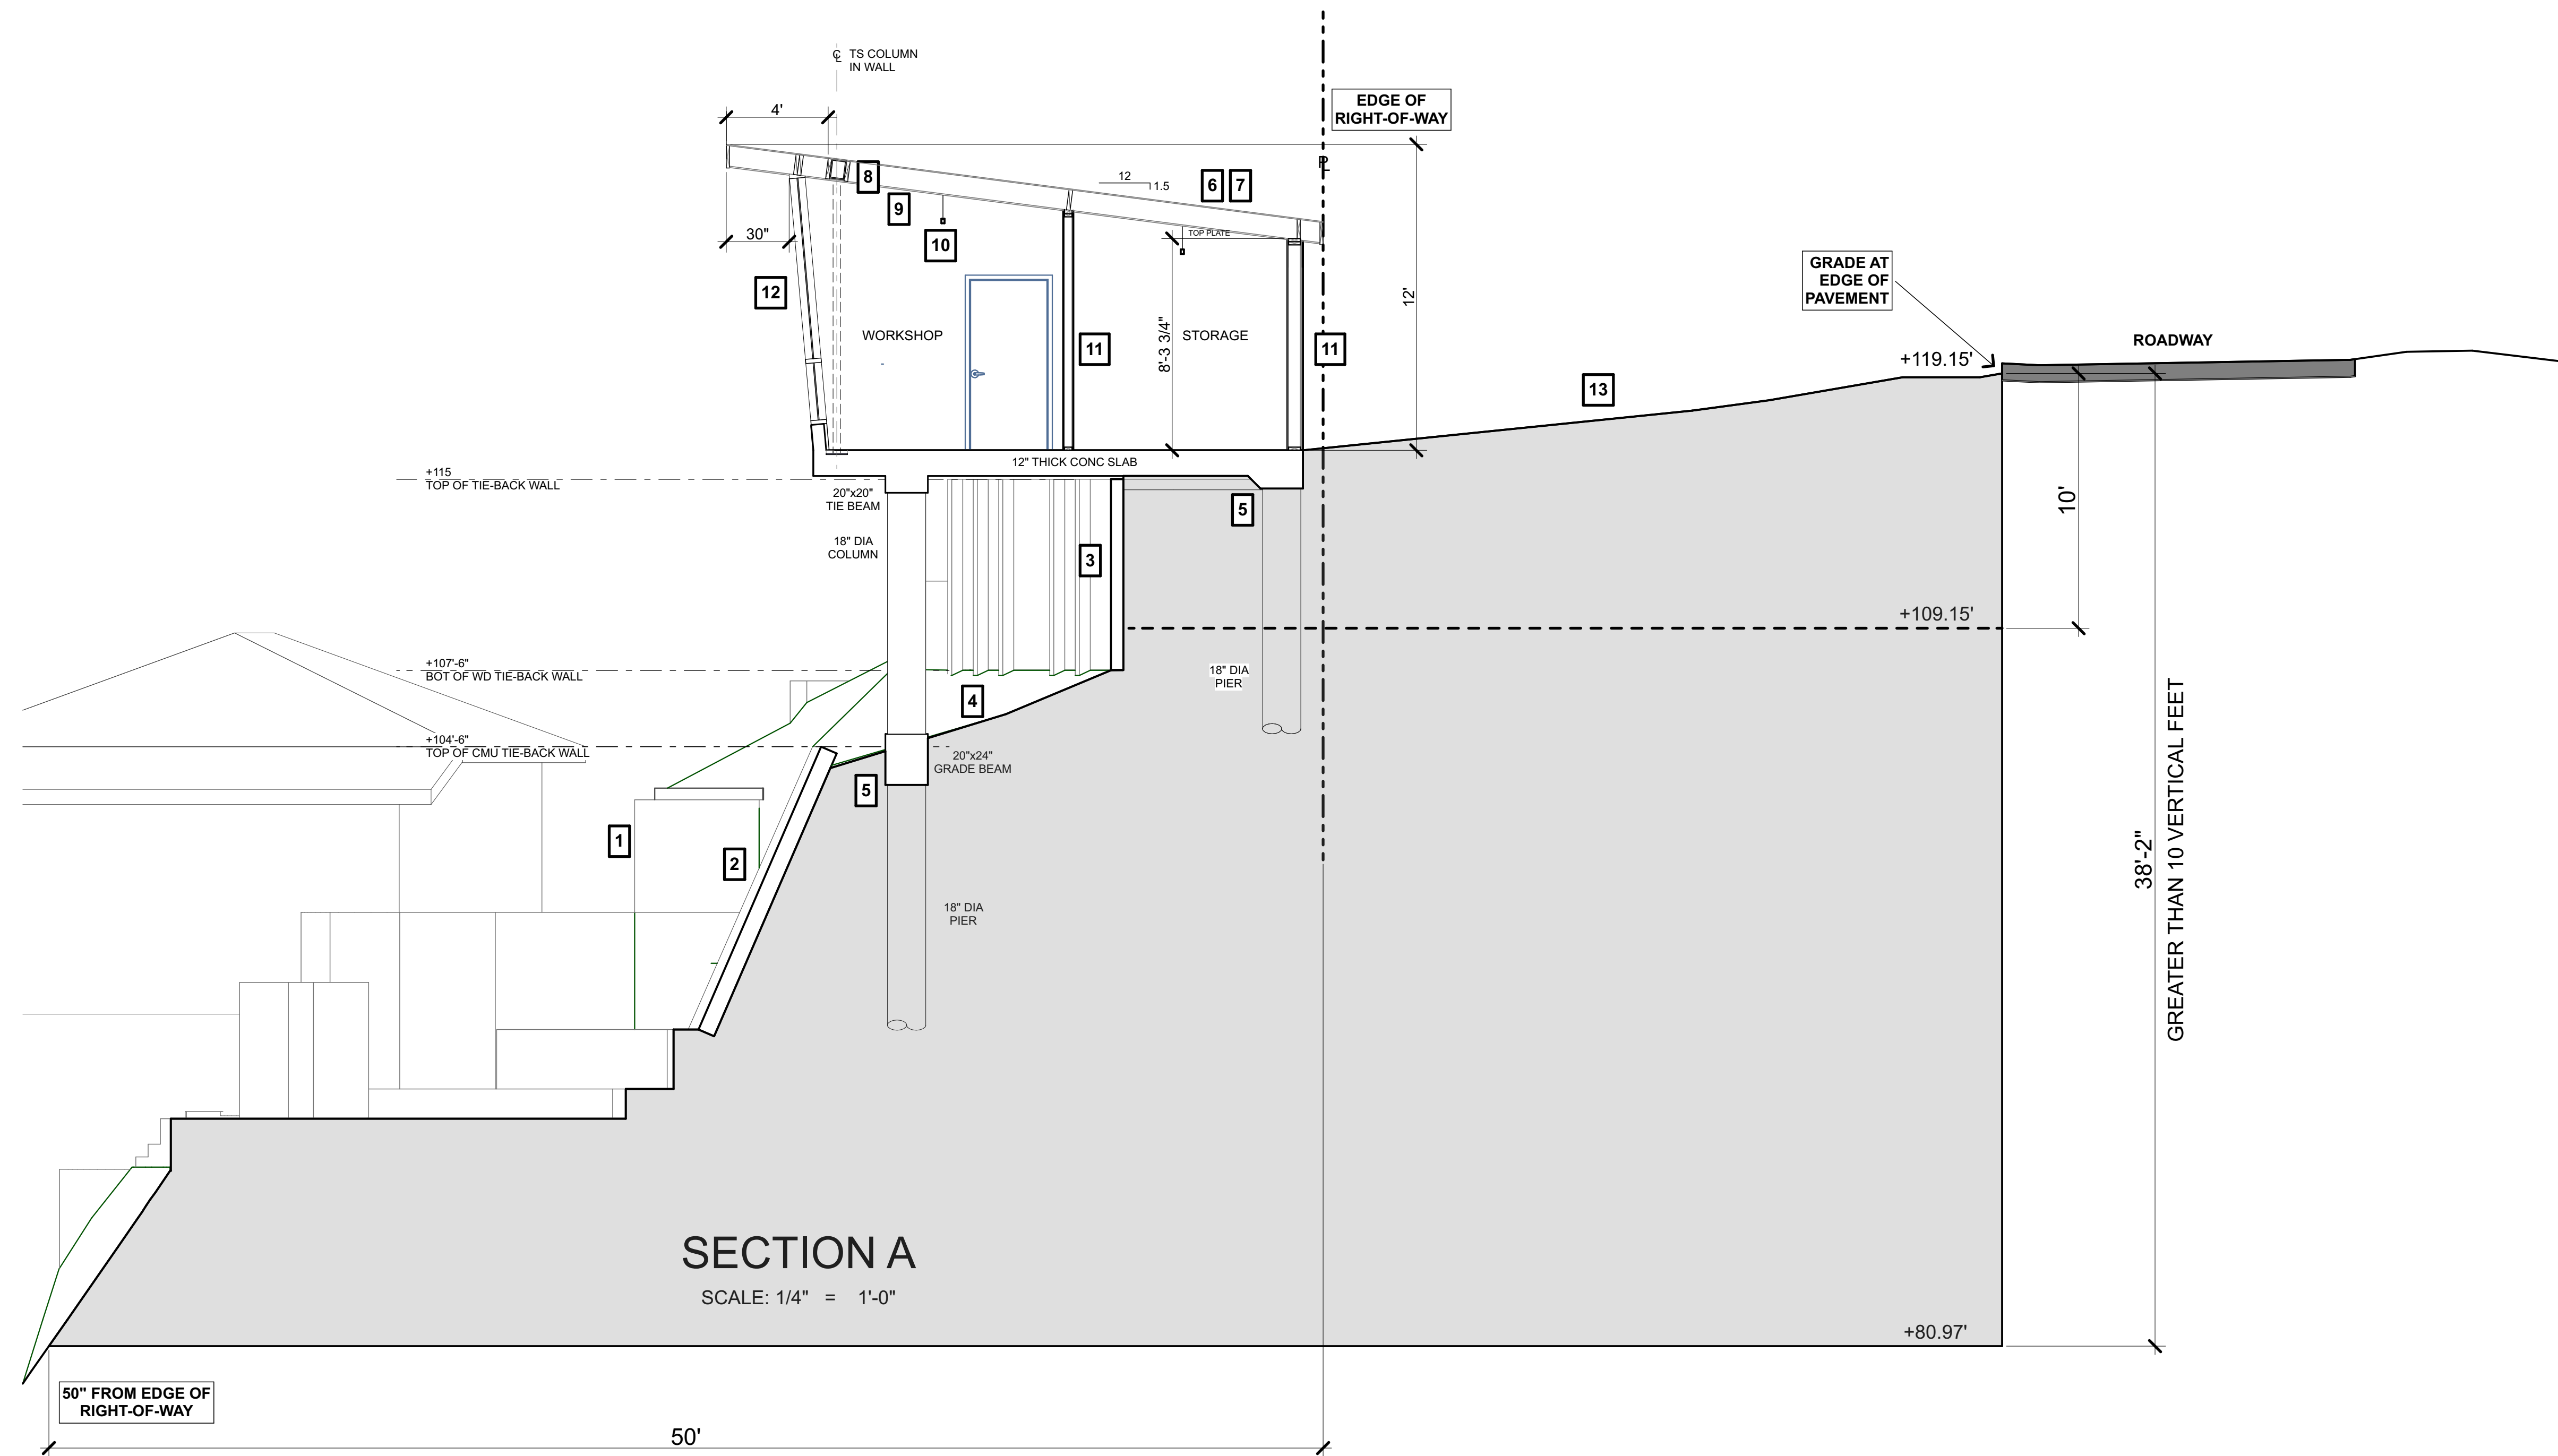 ℄ TS COLUMN
IN WALL
4'
EDGE OF
RIGHT-OF-WAY
PL
8
12
1.5
6 7
9
30"
10
TOP PLATE
12
12'
GRADE AT
EDGE OF
PAVEMENT
WORKSHOP
11
8'-3 3/4"
STORAGE
11
ROADWAY
+119.15'
13
12" THICK CONC SLAB
+115
TOP OF TIE-BACK WALL
20"x20"
TIE BEAM
5
10'
18" DIA
COLUMN
3
+109.15'
+107'-6"
BOT OF WD TIE-BACK WALL
18" DIA
PIER
4
+104'-6"
TOP OF CMU TIE-BACK WALL
20"x24"
GRADE BEAM
5
1
2
38'-2"
GREATER THAN 10 VERTICAL FEET
18" DIA
PIER
SECTION A
SCALE: 1/4" = 1'-0"
+80.97'
50" FROM EDGE OF
RIGHT-OF-WAY
50'